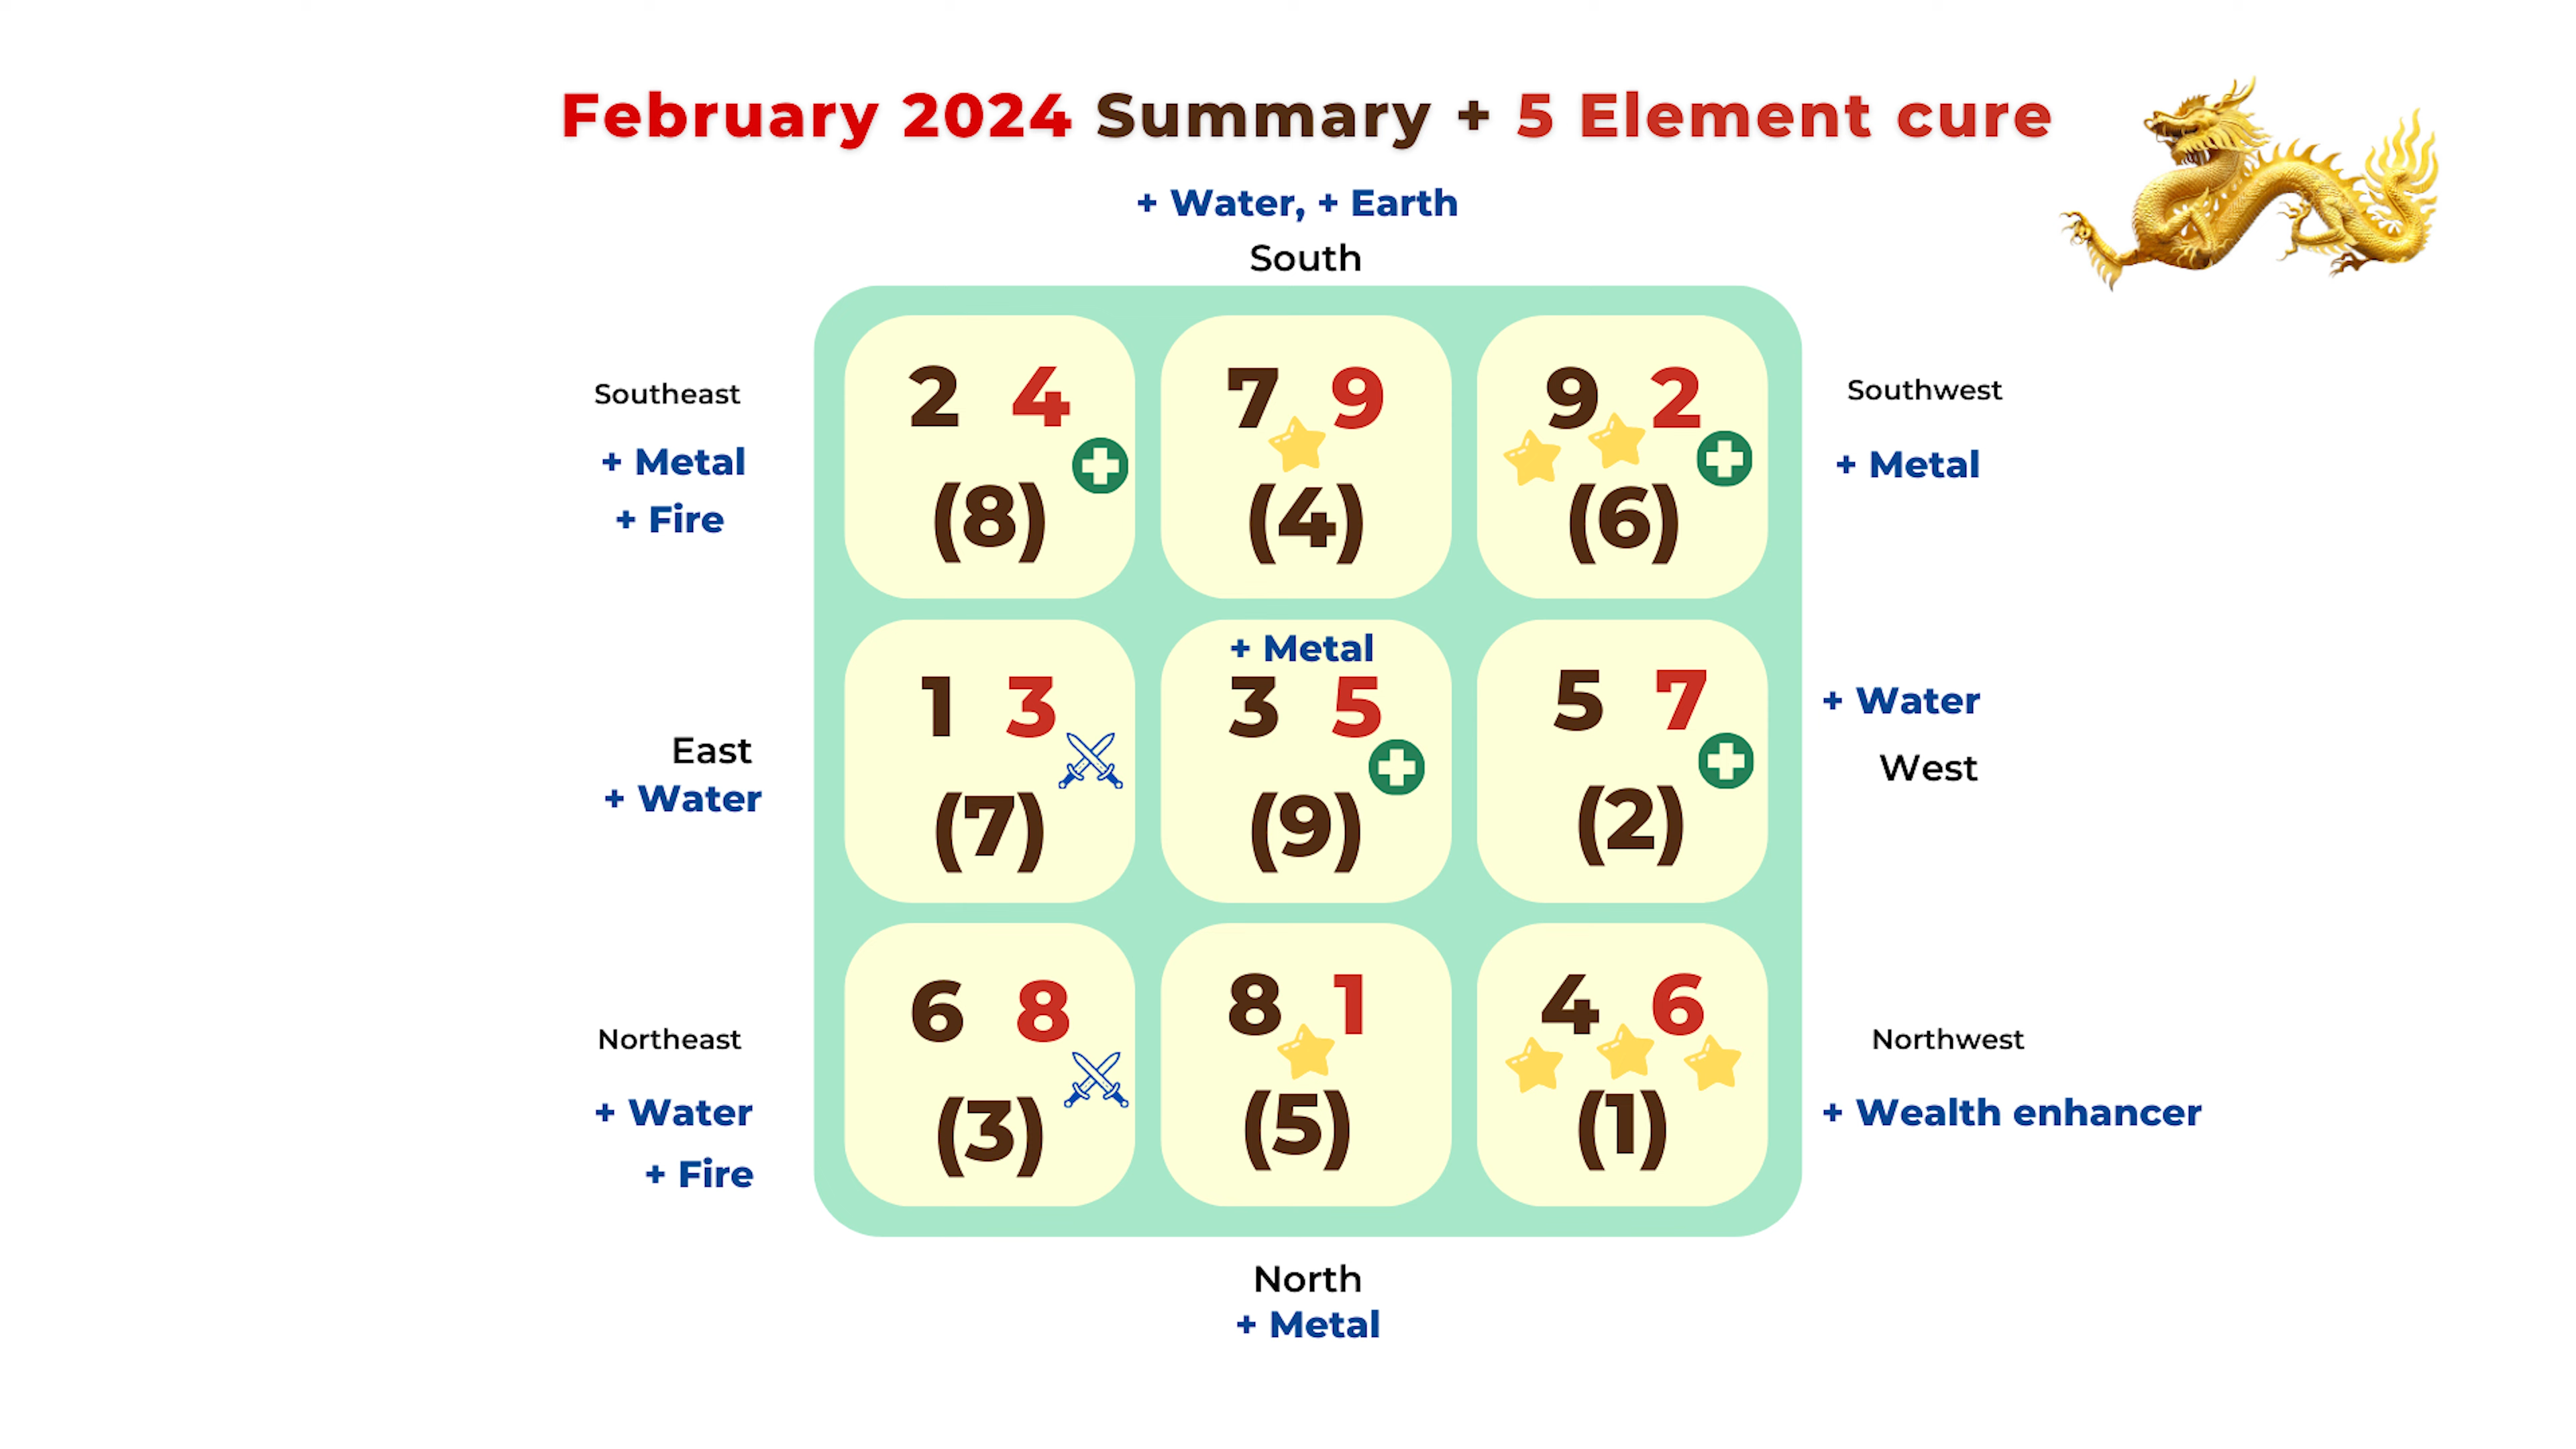 February 2024 Summary + 5 Element cure
+ Water, + Earth
South
Southeast
+ Metal
+ Fire
2 4
(8)
7 9
(4)
9 2
(6)
Southwest
+ Metal
East
+ Water
1 3
(7)
+ Metal
3 5
(9)
5 7
(2)
+ Water
West
Northeast
+ Water
+ Fire
6 8
(3)
8 1
(5)
4 6
(1)
Northwest
+ Wealth enhancer
North
+ Metal